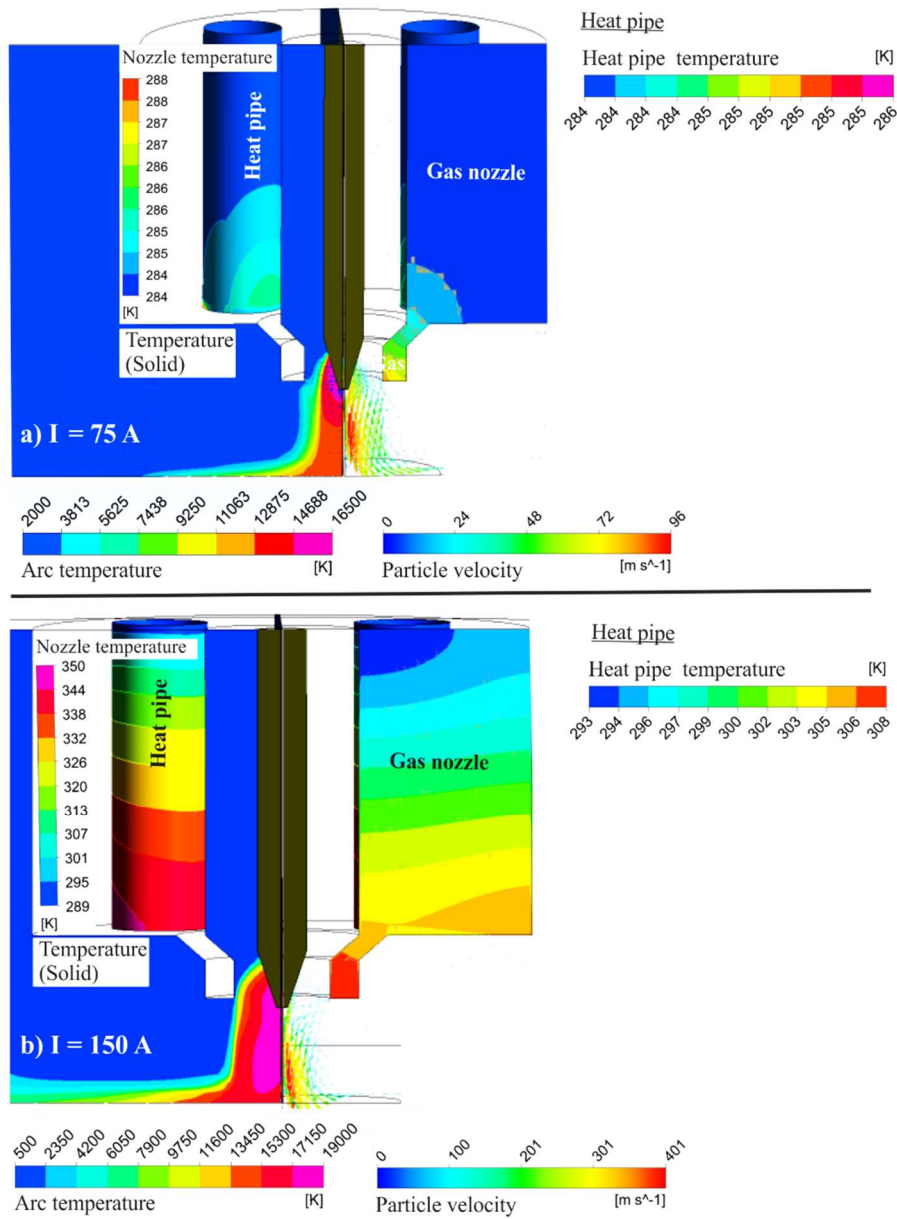 Nozzle temperature
288
288
287
287
286
286
285
285
284
284
[K]
Heat pipe
Gas nozzle
Temperature
(Solid)
Gas
a) I = 75 A
Heat pipe
Heat pipe temperature [K]
284 284 284 284 285 285 285 285 285 285 286
2000 3813 5625 7438 9250 11063 12875 14688 16500
Arc temperature [K]
0 24 48 72 96
Particle velocity [m s^-1]
Nozzle temperature
350
344
338
332
326
320
313
307
301
295
289
[K]
Heat pipe
Gas nozzle
Temperature
(Solid)
b) I = 150 A
Heat pipe
Heat pipe temperature [K]
293 294 296 297 299 300 302 303 305 306 308
500 2350 4200 6050 7900 9750 11600 13450 15300 17150 19000
Arc temperature [K]
0 100 201 301 401
Particle velocity [m s^-1]